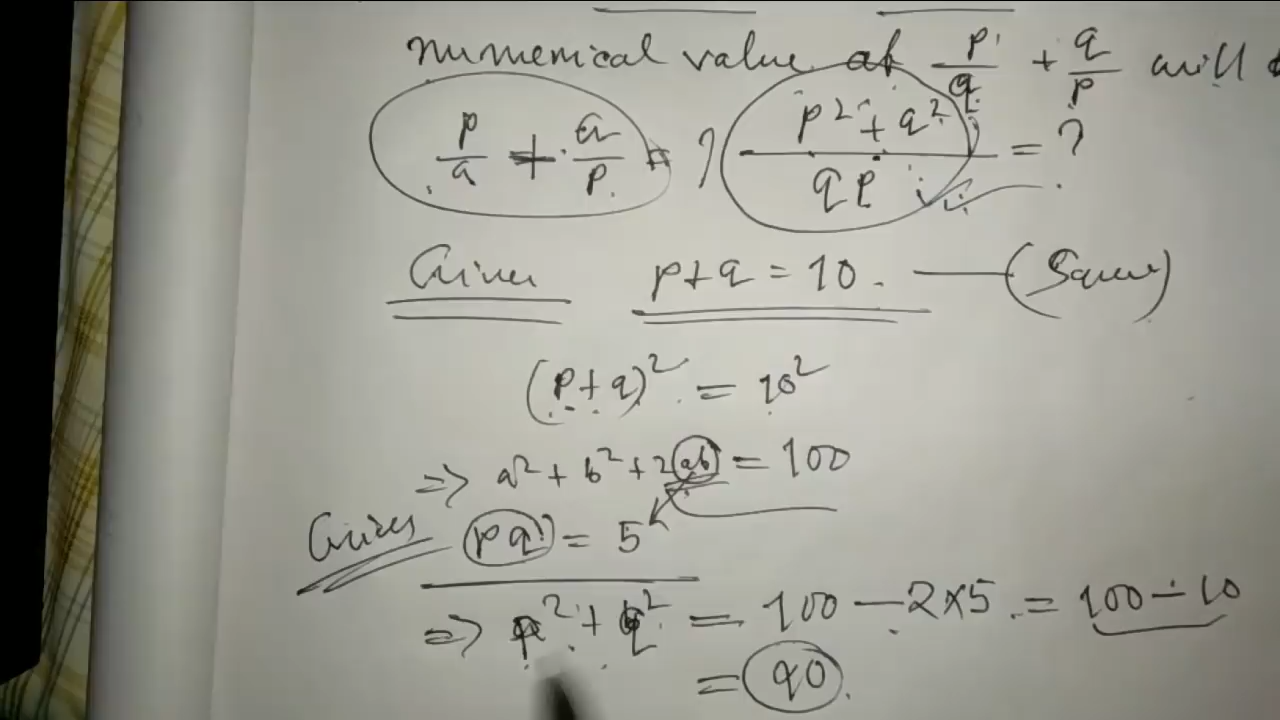 numerical value of p/q + q/p will
p/q + q/p = ? (p² + q²)/qp = ?
Given p+q = 10. — (Square)
(p+q)² = 10²
=> a² + b² + 2ab = 100
Given pq = 5
=> p² + q² = 100 — 2×5 = 100 — 10
= 90.